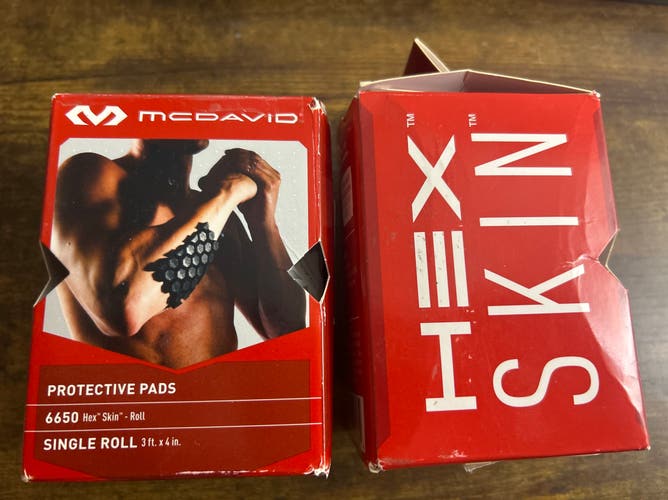 McDAVID
PROTECTIVE PADS
6650 Hex™ Skin™ - Roll
SINGLE ROLL 3 ft. x 4 in.
HEX™
SKIN™